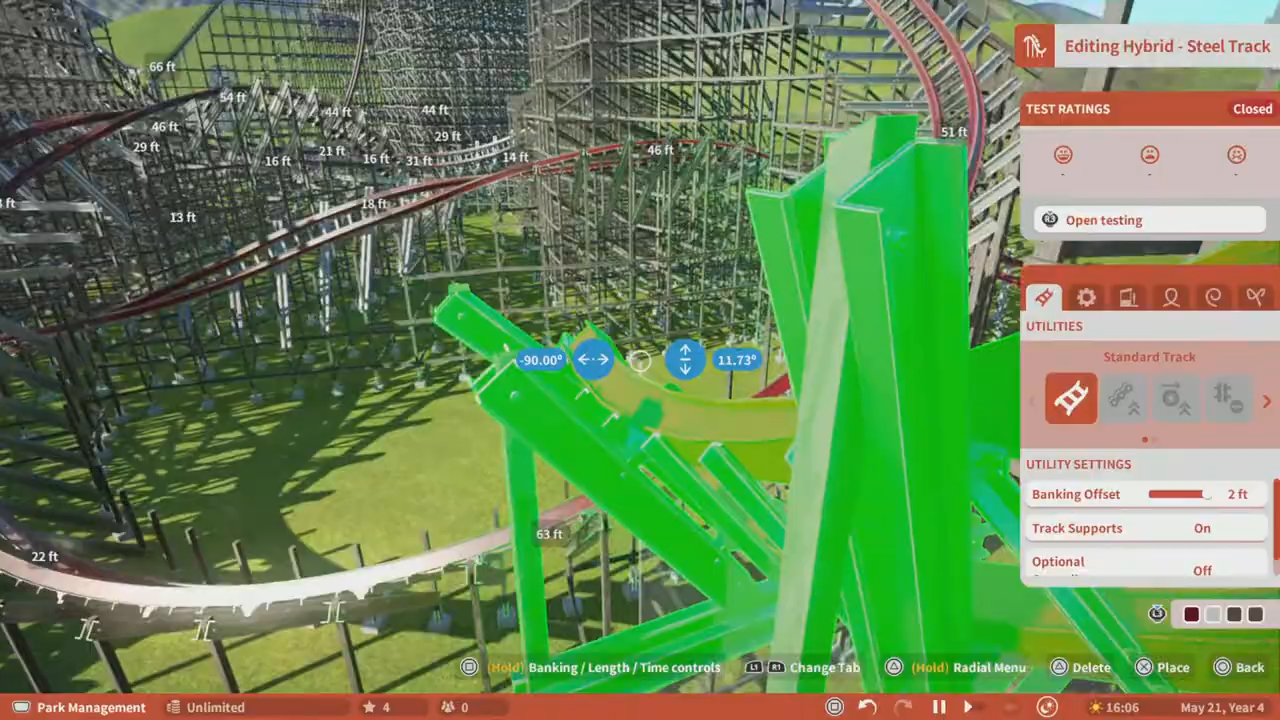 Editing Hybrid - Steel Track
TEST RATINGS
Closed
-
-
-
R3
Open testing
UTILITIES
Standard Track
UTILITY SETTINGS
Banking Offset
2 ft
Track Supports
On
Optional
Off
66 ft
54 ft
46 ft
29 ft
44 ft
44 ft
29 ft
21 ft
16 ft
16 ft
31 ft
14 ft
46 ft
51 ft
18 ft
13 ft
ft
-90.00°
11.73°
63 ft
22 ft
(Hold) Banking / Length / Time controls
L1 R1 Change Tab
(Hold) Radial Menu
Delete
Place
Back
Park Management
Unlimited
4
0
16:06
May 21, Year 4